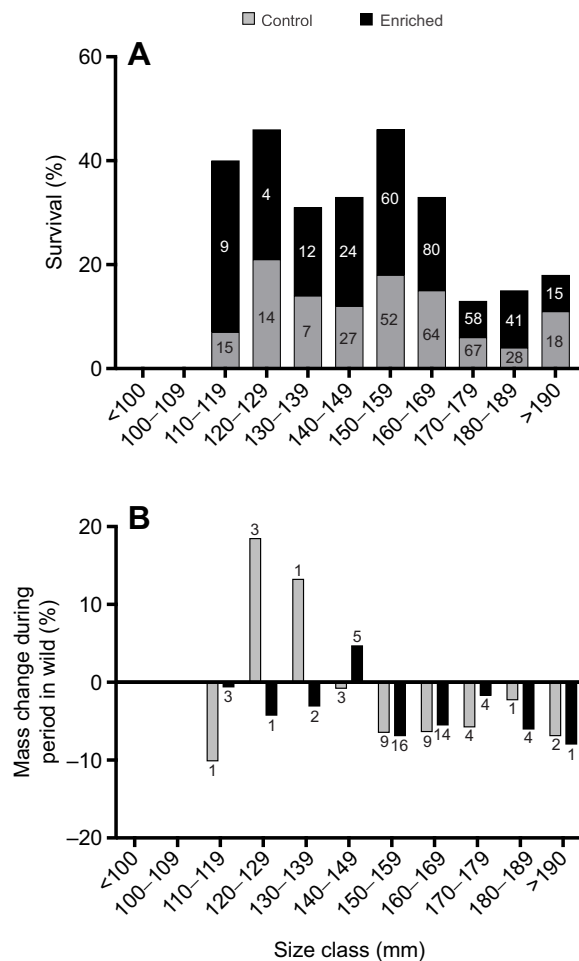 Control Enriched
A
Survival (%)
60
40
20
0
9 4 12 24 60 80 58 41 15
15 14 7 27 52 64 67 28 18
<100 100–109 110–119 120–129 130–139 140–149 150–159 160–169 170–179 180–189 >190
B
Mass change during
period in wild (%)
20
10
0
–10
–20
1 3 3 1 1 2 3 5 9 16 9 14 4 4 1 4 2 1
<100 100–109 110–119 120–129 130–139 140–149 150–159 160–169 170–179 180–189 >190
Size class (mm)